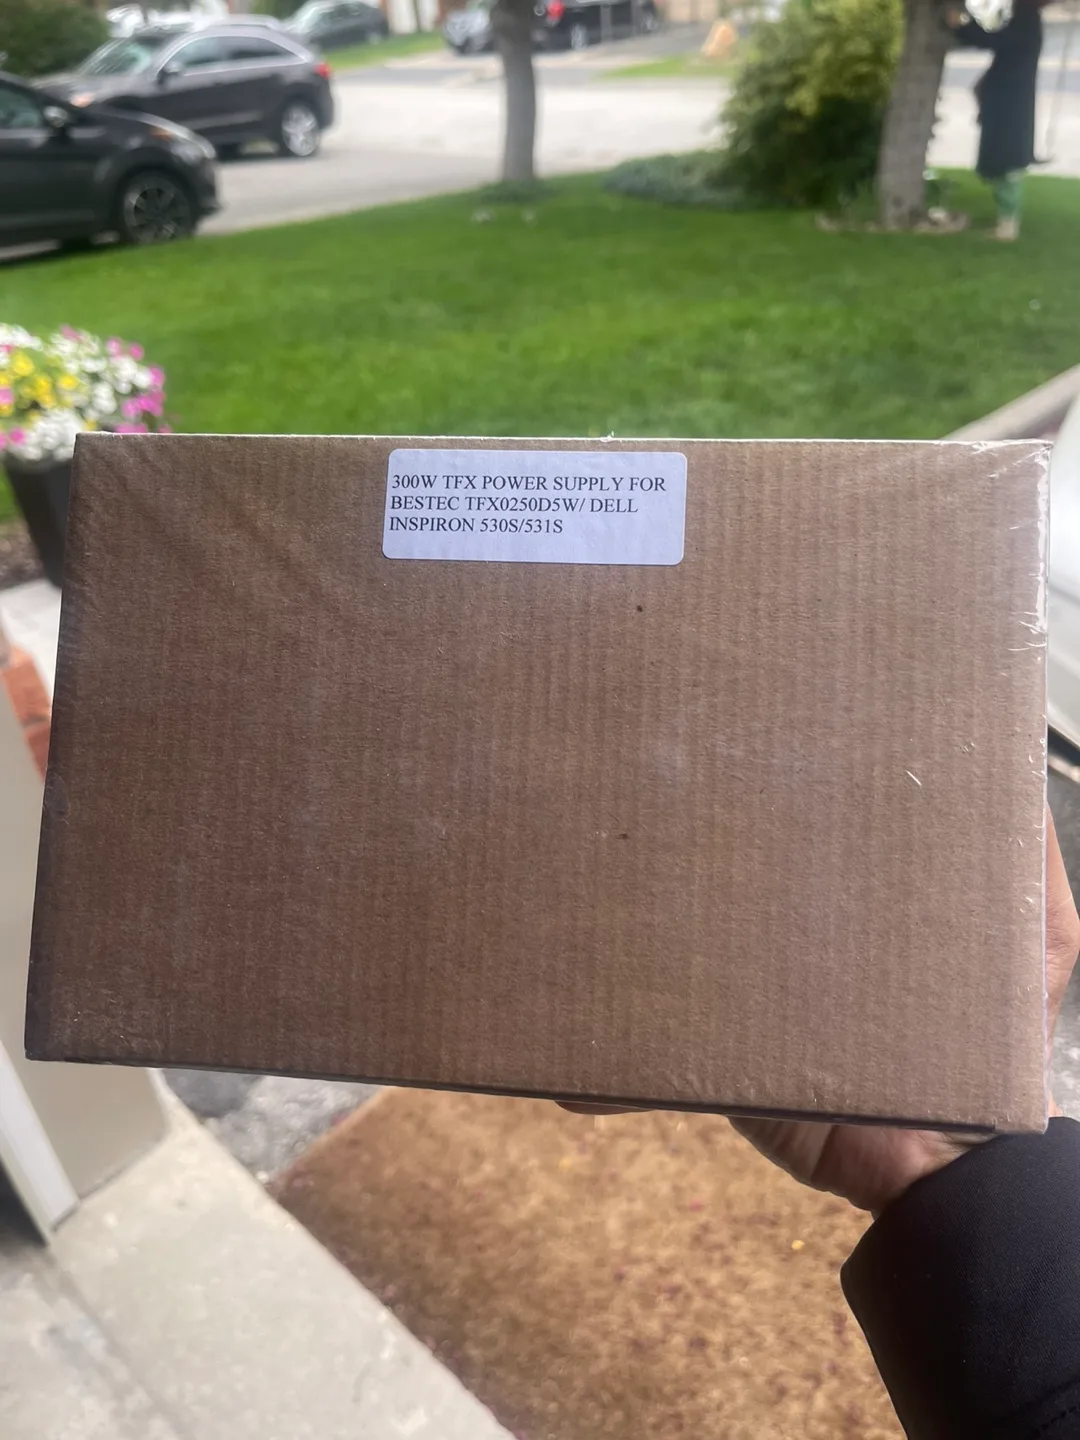 300W TFX POWER SUPPLY FOR
BESTEC TFX0250D5W/ DELL
INSPIRON 530S/531S